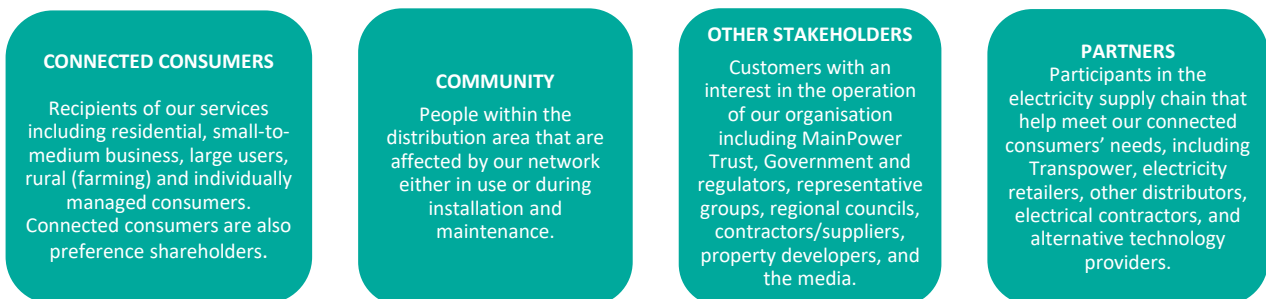 CONNECTED CONSUMERS
Recipients of our services
including residential, small-to-
medium business, large users,
rural (farming) and individually
managed consumers.
Connected consumers are also
preference shareholders.
COMMUNITY
People within the
distribution area that are
affected by our network
either in use or during
installation and
maintenance.
OTHER STAKEHOLDERS
Customers with an
interest in the operation
of our organisation
including MainPower
Trust, Government and
regulators, representative
groups, regional councils,
contractors/suppliers,
property developers, and
the media.
PARTNERS
Participants in the
electricity supply chain that
help meet our connected
consumers’ needs, including
Transpower, electricity
retailers, other distributors,
electrical contractors, and
alternative technology
providers.